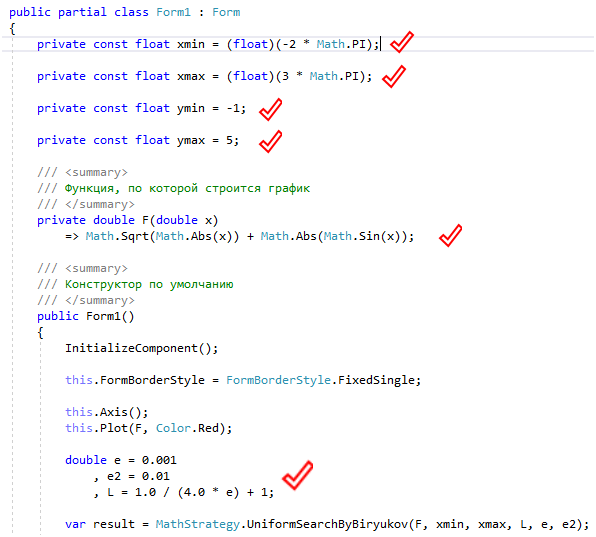 public partial class Form1 : Form
{
private const float xmin = (float)(-2 * Math.PI);
private const float xmax = (float)(3 * Math.PI);
private const float ymin = -1;
private const float ymax = 5;
/// <summary>
/// Функция, по которой строится график
/// </summary>
private double F(double x)
=> Math.Sqrt(Math.Abs(x)) + Math.Abs(Math.Sin(x));
/// <summary>
/// Конструктор по умолчанию
/// </summary>
public Form1()
{
InitializeComponent();
this.FormBorderStyle = FormBorderStyle.FixedSingle;
this.Axis();
this.Plot(F, Color.Red);
double e = 0.001
, e2 = 0.01
, L = 1.0 / (4.0 * e) + 1;
var result = MathStrategy.UniformSearchByBiryukov(F, xmin, xmax, L, e, e2);